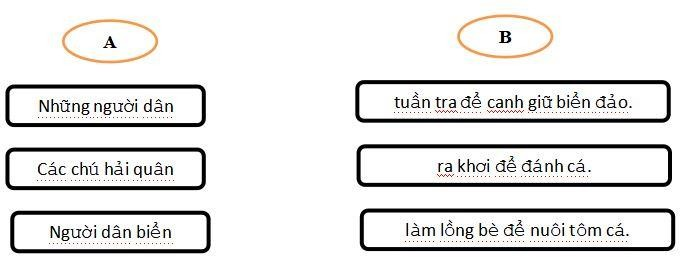 A
B
Những người dân
tuần tra để canh giữ biển đảo.
Các chú hải quân
ra khơi để đánh cá.
Người dân biển
làm lồng bè để nuôi tôm cá.